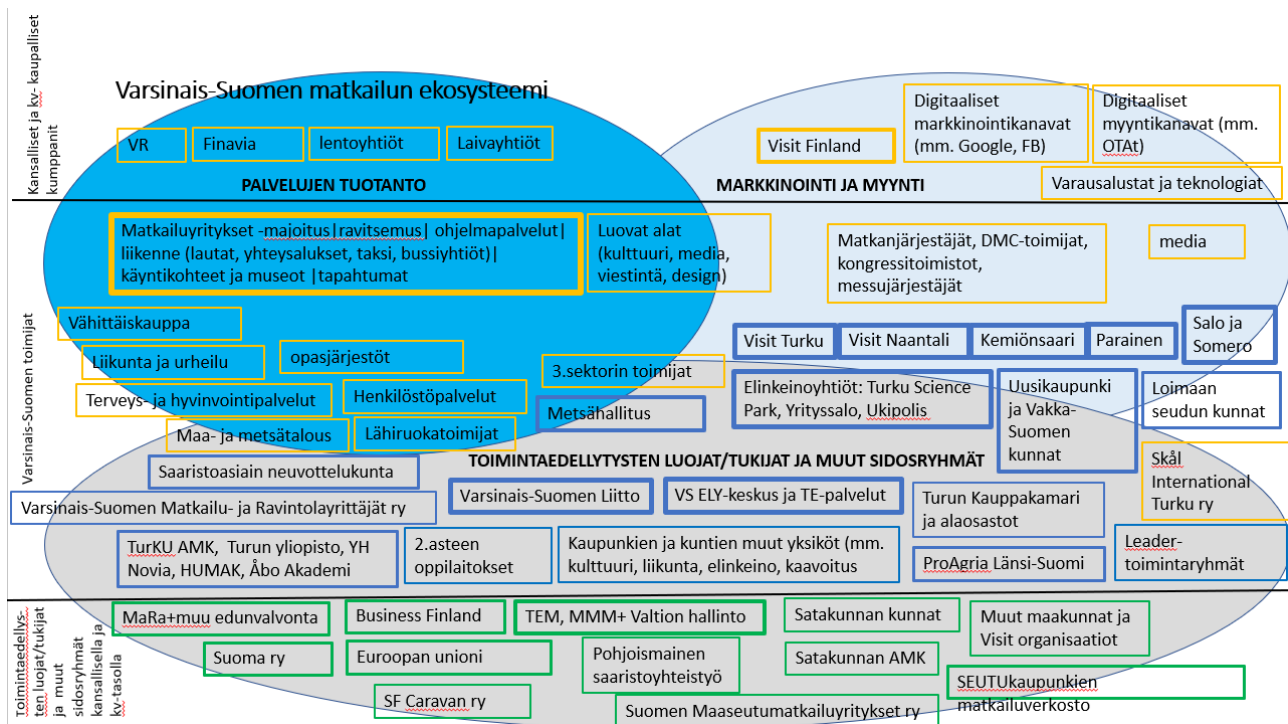 Kansalliset ja kv- kaupalliset
kumppanit
Varsinais-Suomen matkailun ekosysteemi
VR
Finavia
lentoyhtiöt
Laivayhtiöt
Visit Finland
Digitaaliset
markkinointikanavat
(mm. Google, FB)
Digitaaliset
myyntikanavat (mm.
OTAt)
Varausalustat ja teknologiat
PALVELUJEN TUOTANTO
MARKKINOINTI JA MYYNTI
Varsinais-Suomen toimijat
Matkailuyritykset -majoitus|ravitsemus| ohjelmapalvelut|
liikenne (lautat, yhteysalukset, taksi, bussiyhtiöt)|
käyntikohteet ja museot |tapahtumat
Luovat alat
(kulttuuri, media,
viestintä, design)
Matkanjärjestäjät, DMC-toimijat,
kongressitoimistot,
messujärjestäjät
media
Vähittäiskauppa
Liikunta ja urheilu
opasjärjestöt
3.sektorin toimijat
Terveys- ja hyvinvointipalvelut
Henkilöstöpalvelut
Maa- ja metsätalous
Lähiruokatoimijat
Metsähallitus
Visit Turku
Visit Naantali
Kemiönsaari
Parainen
Salo ja
Somero
Elinkeinoyhtiöt: Turku Science
Park, Yrityssalo, Ukipolis
Uusikaupunki
ja Vakka-
Suomen
kunnat
Loimaan
seudun kunnat
TOIMINTAEDELLYTYSTEN LUOJAT/TUKIJAT JA MUUT SIDOSRYHMÄT
Saaristoasiain neuvottelukunta
Varsinais-Suomen Matkailu- ja Ravintolayrittäjät ry
Varsinais-Suomen Liitto
VS ELY-keskus ja TE-palvelut
Turun Kauppakamari
ja alaosastot
Skål
International
Turku ry
TurKU AMK, Turun yliopisto, YH
Novia, HUMAK, Åbo Akademi
2.asteen
oppilaitokset
Kaupunkien ja kuntien muut yksiköt (mm.
kulttuuri, liikunta, elinkeino, kaavoitus
ProAgria Länsi-Suomi
Leader-
toimintaryhmät
Toimintaedellys-
ten luojat/tukijat
ja muut
sidosryhmät
kansallisella ja
kv-tasolla
MaRa+muu edunvalvonta
Business Finland
TEM, MMM+ Valtion hallinto
Satakunnan kunnat
Muut maakunnat ja
Visit organisaatiot
Suoma ry
Euroopan unioni
Pohjoismainen
saaristoyhteistyö
Satakunnan AMK
SEUTUkaupunkien
matkailuverkosto
SF Caravan ry
Suomen Maaseutumatkailuyritykset ry